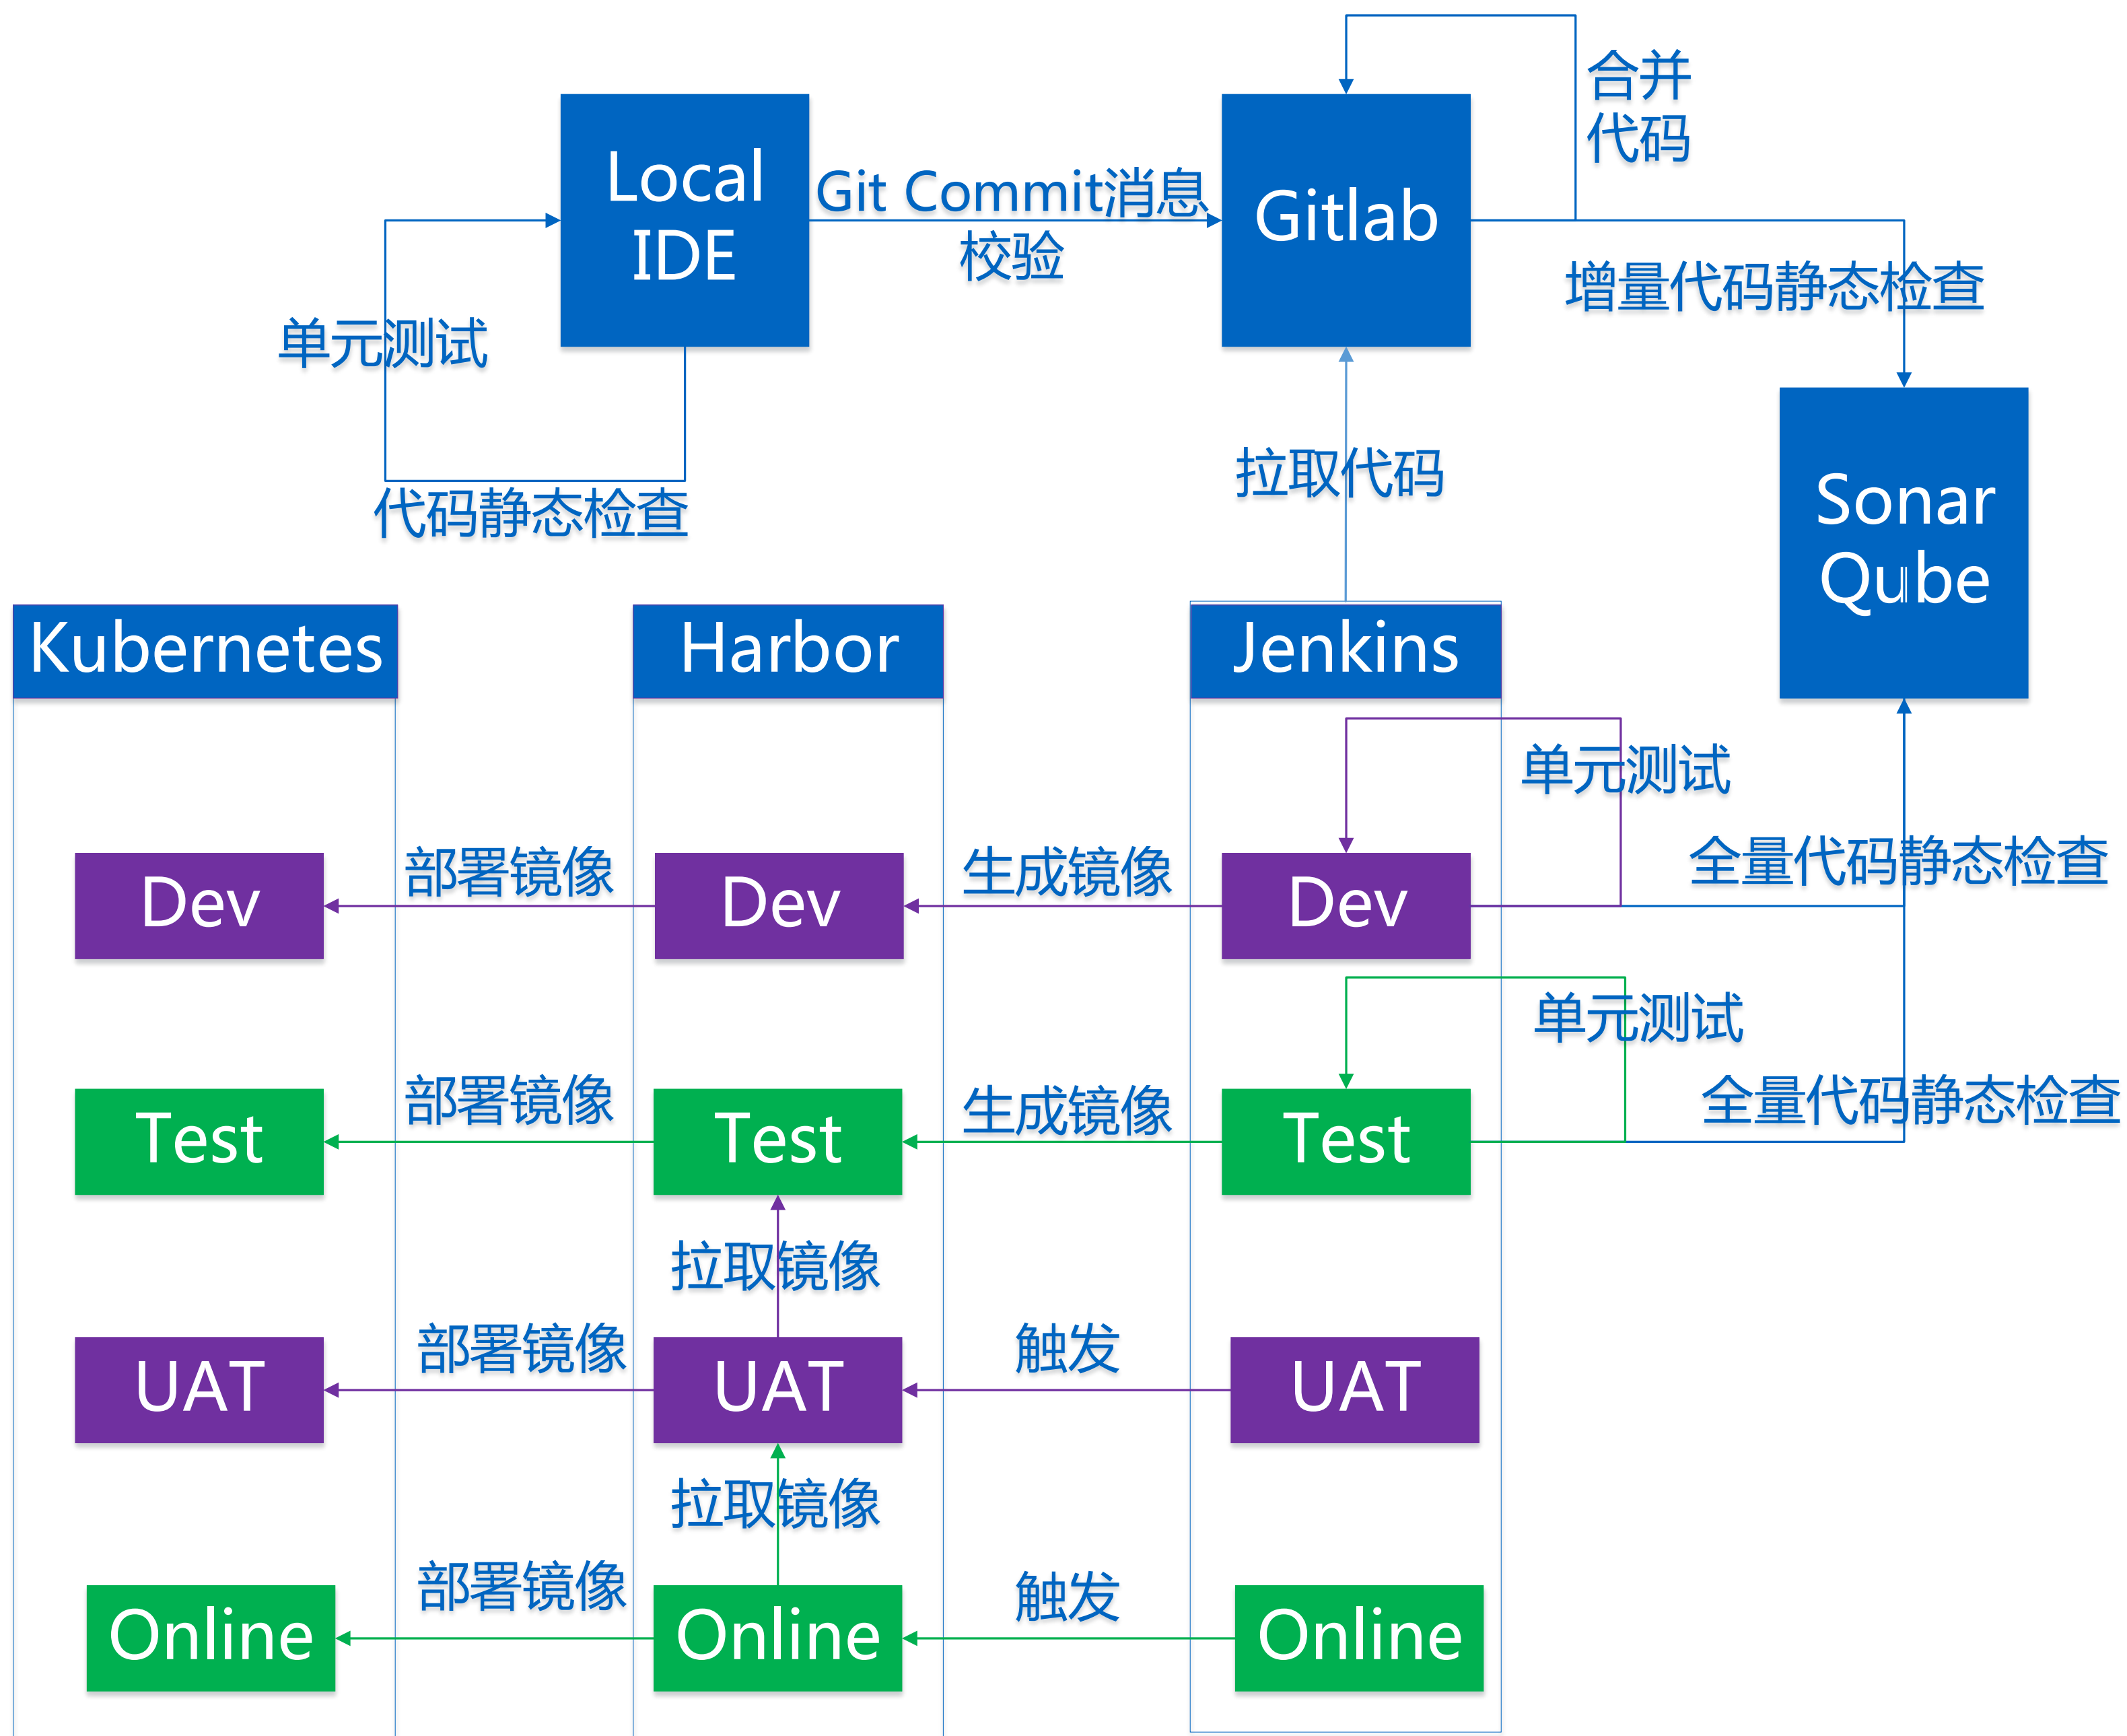 合并
代码
Local
IDE
Git Commit消息
校验
Gitlab
增量代码静态检查
单元测试
代码静态检查
拉取代码
Sonar
Qube
Kubernetes
Harbor
Jenkins
单元测试
全量代码静态检查
Dev
部署镜像
Dev
生成镜像
Dev
单元测试
全量代码静态检查
Test
部署镜像
Test
生成镜像
Test
拉取镜像
UAT
部署镜像
UAT
触发
UAT
拉取镜像
Online
部署镜像
Online
触发
Online